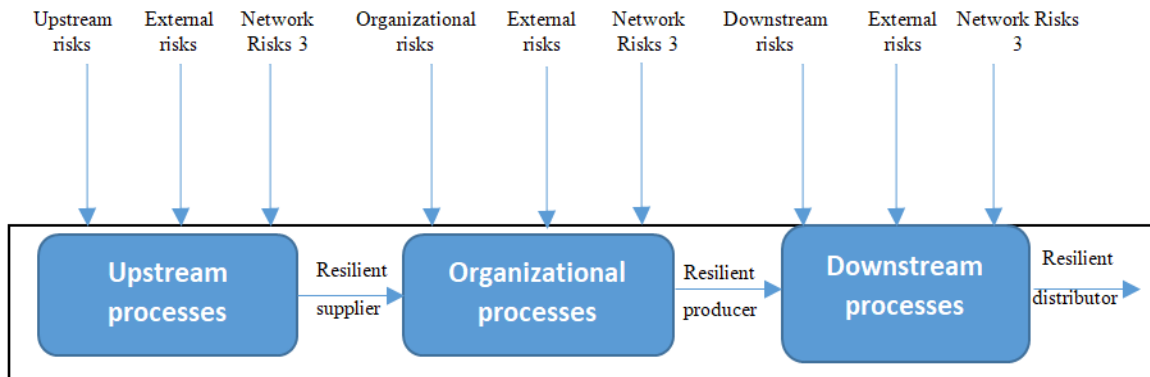 Upstream
risks
External
risks
Network
Risks 3
Organizational
risks
External
risks
Network
Risks 3
Downstream
risks
External
risks
Network Risks
3
Upstream
processes
Resilient
supplier
Organizational
processes
Resilient
producer
Downstream
processes
Resilient
distributor